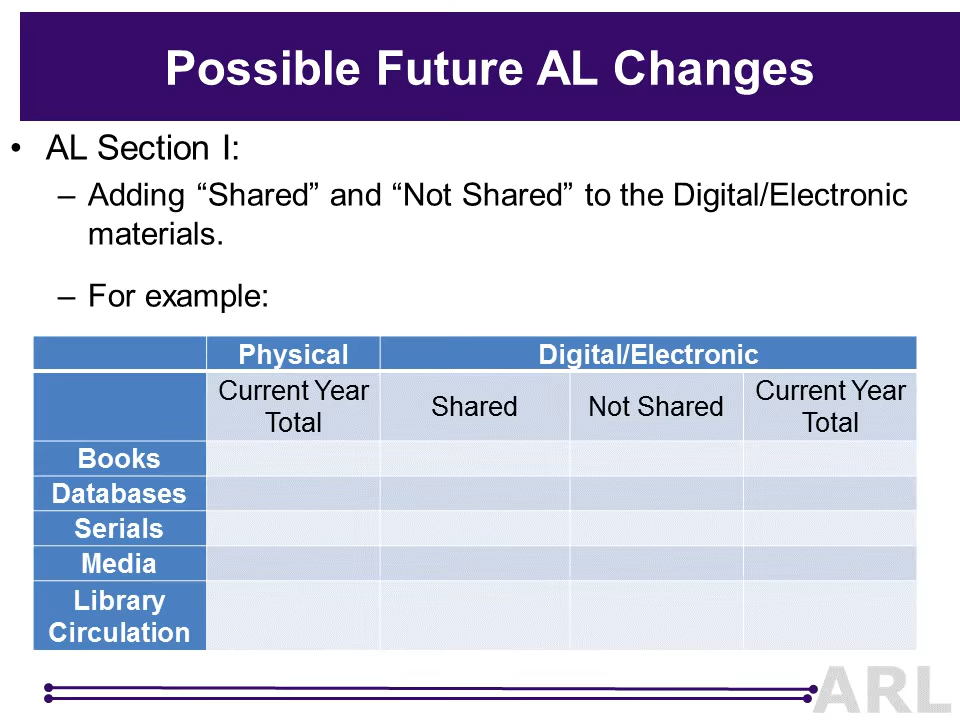 Possible Future AL Changes
• AL Section I:
– Adding “Shared” and “Not Shared” to the Digital/Electronic
materials.
– For example:
Physical Digital/Electronic
Current Year Total Shared Not Shared Current Year Total
Books
Databases
Serials
Media
Library
Circulation
ARL